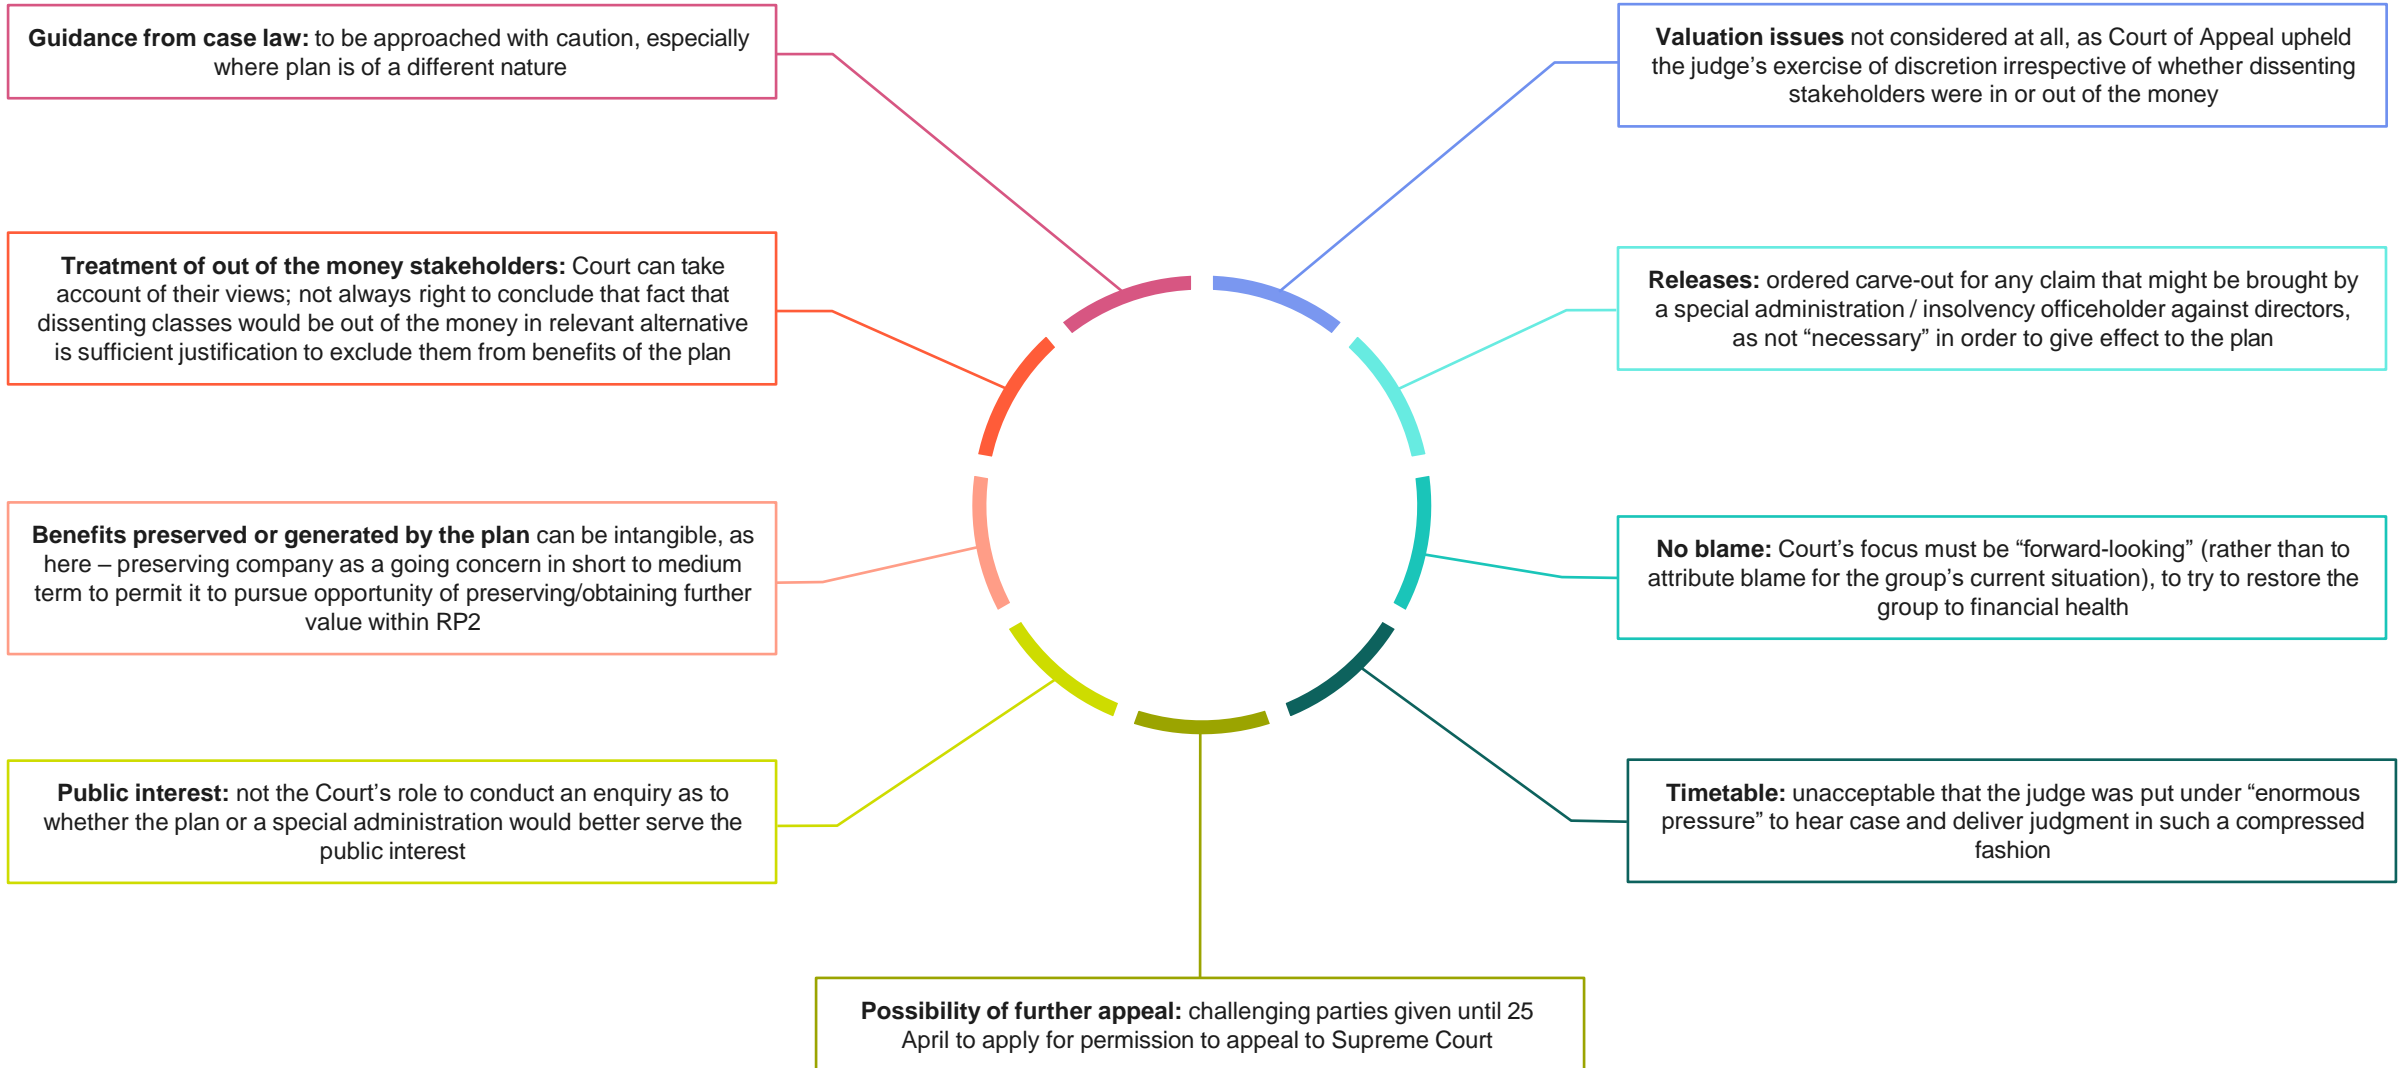 Guidance from case law: to be approached with caution, especially
where plan is of a different nature
Valuation issues not considered at all, as Court of Appeal upheld
the judge’s exercise of discretion irrespective of whether dissenting
stakeholders were in or out of the money
Treatment of out of the money stakeholders: Court can take
account of their views; not always right to conclude that fact that
dissenting classes would be out of the money in relevant alternative
is sufficient justification to exclude them from benefits of the plan
Releases: ordered carve-out for any claim that might be brought by
a special administration / insolvency officeholder against directors,
as not “necessary” in order to give effect to the plan
Benefits preserved or generated by the plan can be intangible, as
here – preserving company as a going concern in short to medium
term to permit it to pursue opportunity of preserving/obtaining further
value within RP2
No blame: Court’s focus must be “forward-looking” (rather than to
attribute blame for the group’s current situation), to try to restore the
group to financial health
Public interest: not the Court’s role to conduct an enquiry as to
whether the plan or a special administration would better serve the
public interest
Timetable: unacceptable that the judge was put under “enormous
pressure” to hear case and deliver judgment in such a compressed
fashion
Possibility of further appeal: challenging parties given until 25
April to apply for permission to appeal to Supreme Court